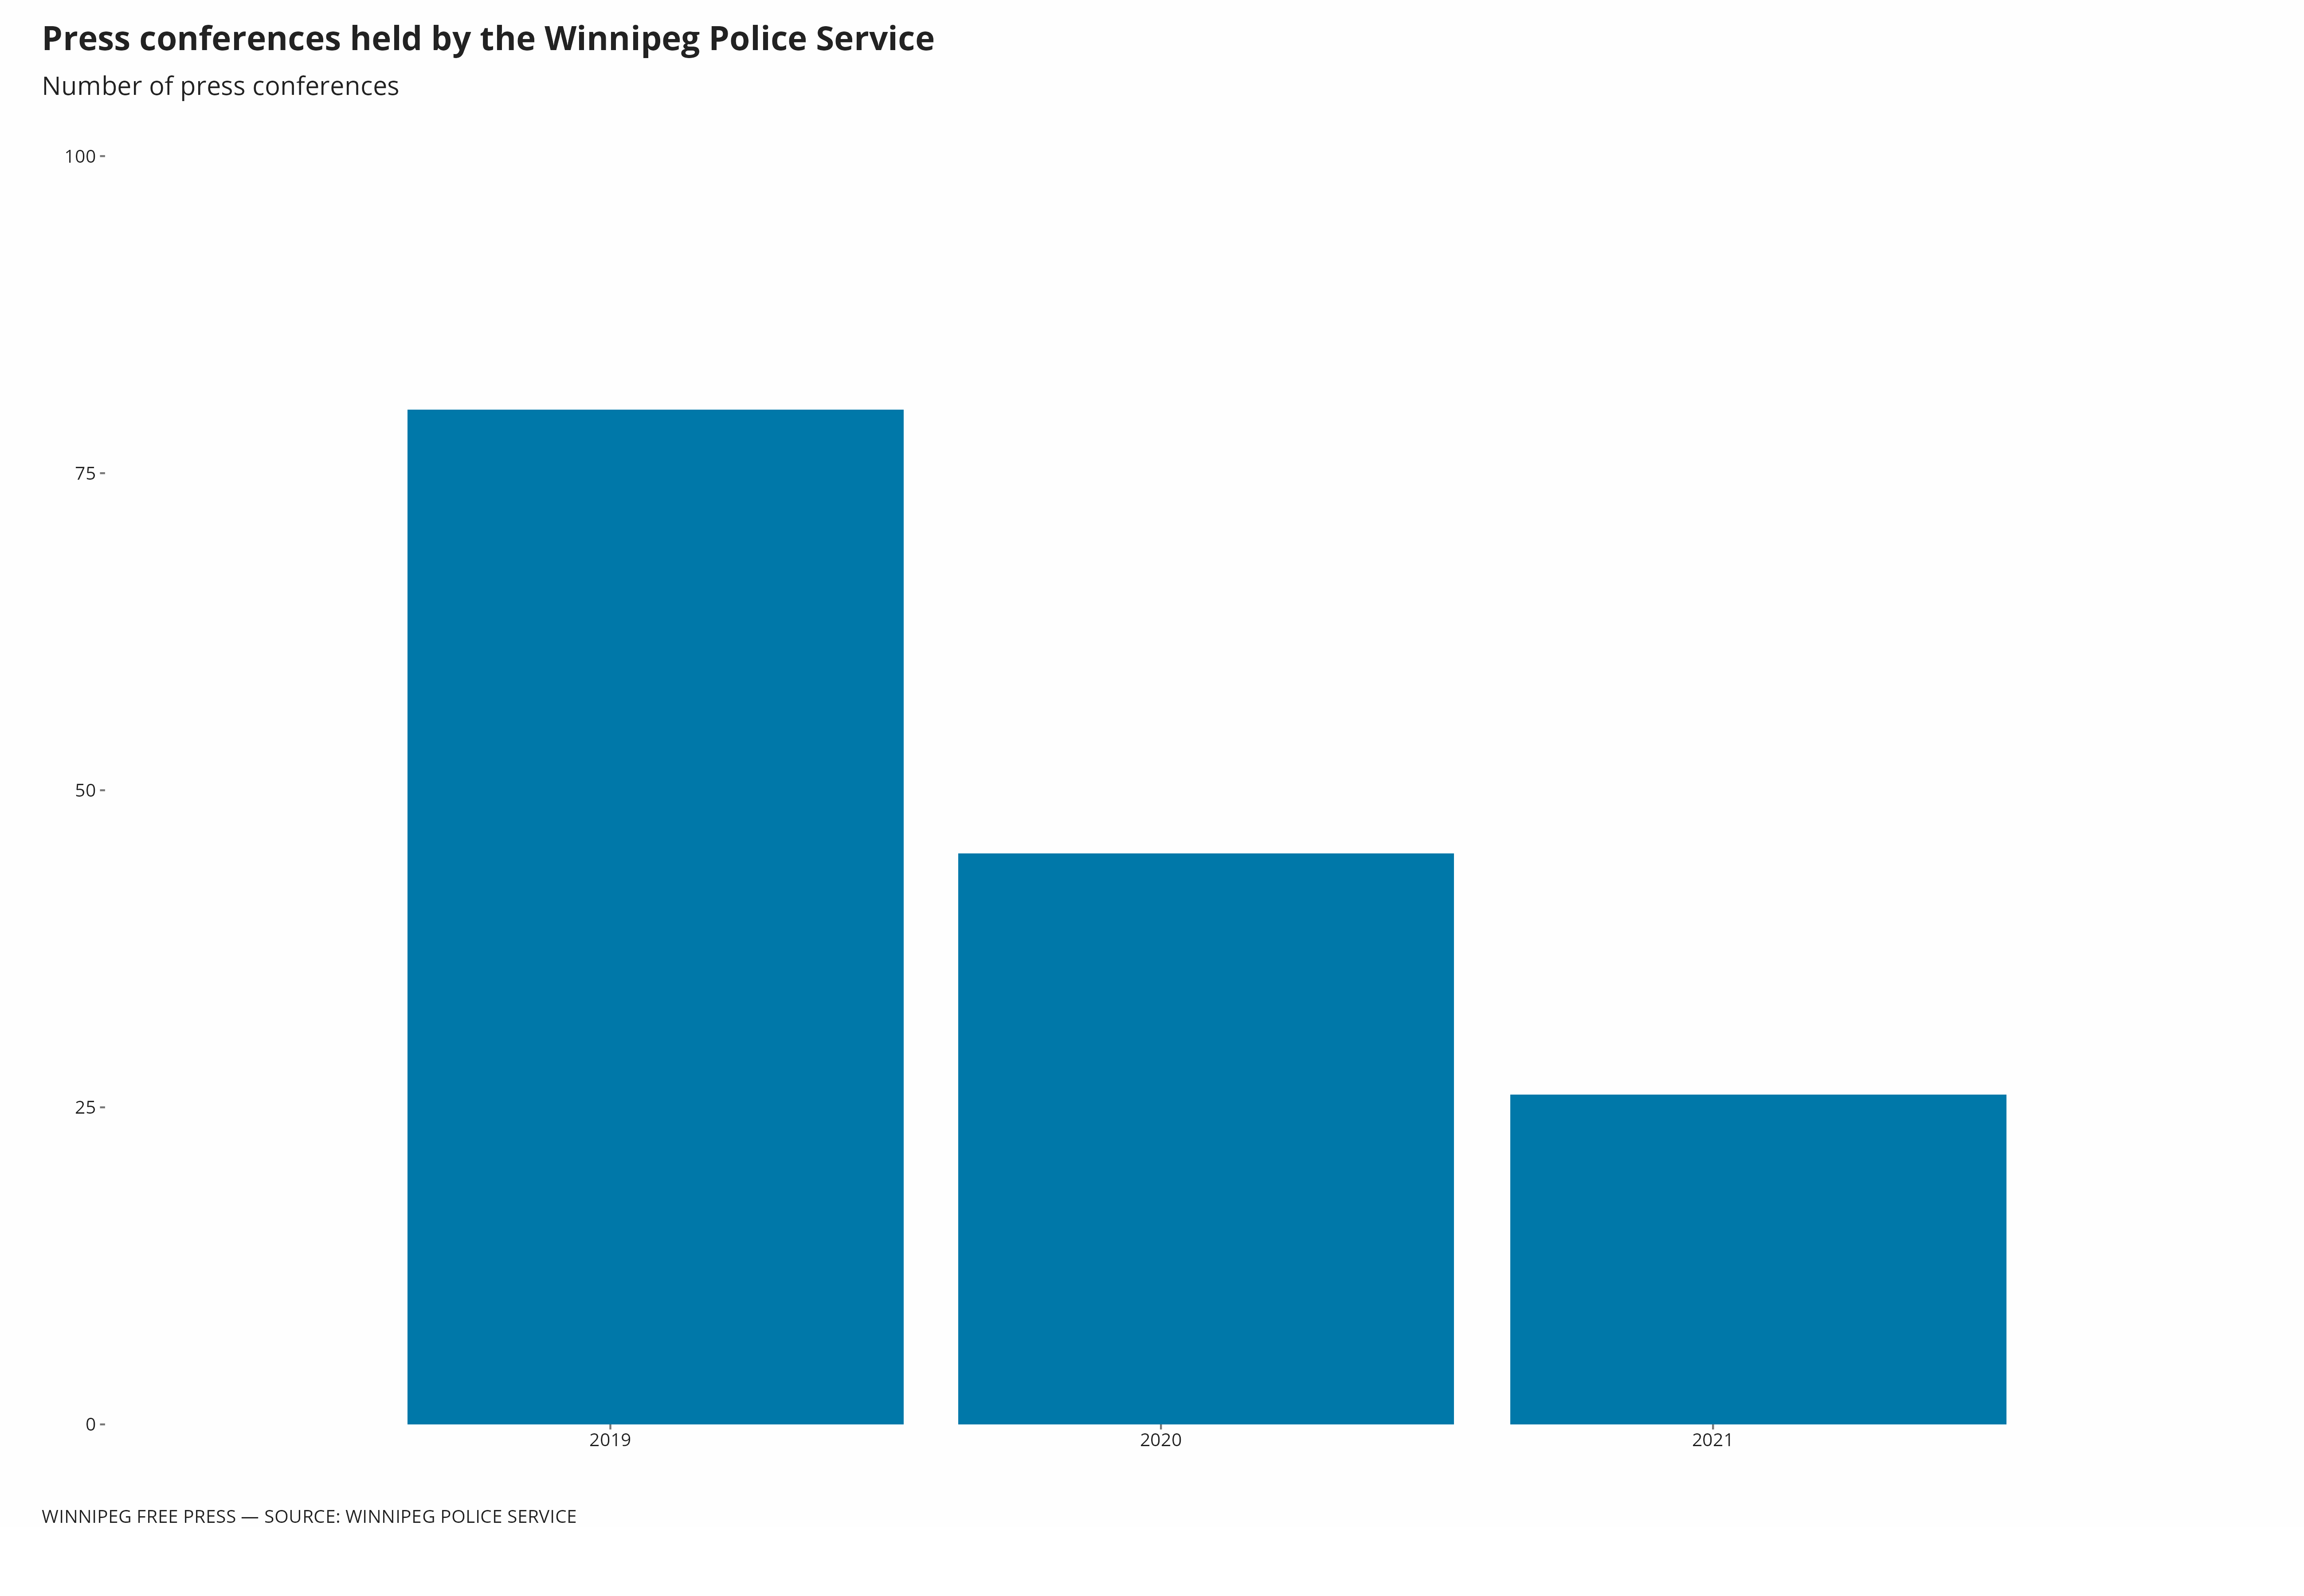 Press conferences held by the Winnipeg Police Service
Number of press conferences
100
75
50
25
0
2019 2020 2021
WINNIPEG FREE PRESS — SOURCE: WINNIPEG POLICE SERVICE